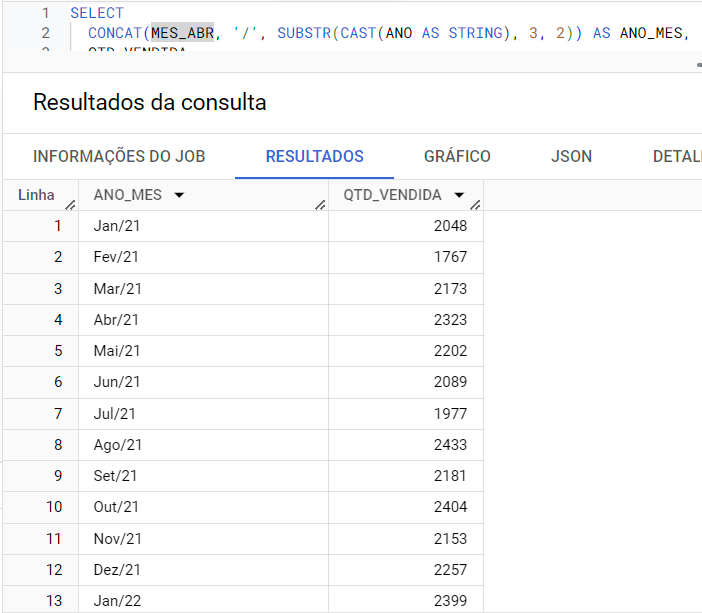 1 SELECT
2 CONCAT(MES_ABR, '/', SUBSTR(CAST(ANO AS STRING), 3, 2)) AS ANO_MES,
3 QTD_VENDIDA
Resultados da consulta
INFORMAÇÕES DO JOB RESULTADOS GRÁFICO JSON DETAL
Linha ANO_MES QTD_VENDIDA
1 Jan/21 2048
2 Fev/21 1767
3 Mar/21 2173
4 Abr/21 2323
5 Mai/21 2202
6 Jun/21 2089
7 Jul/21 1977
8 Ago/21 2433
9 Set/21 2181
10 Out/21 2404
11 Nov/21 2153
12 Dez/21 2257
13 Jan/22 2399